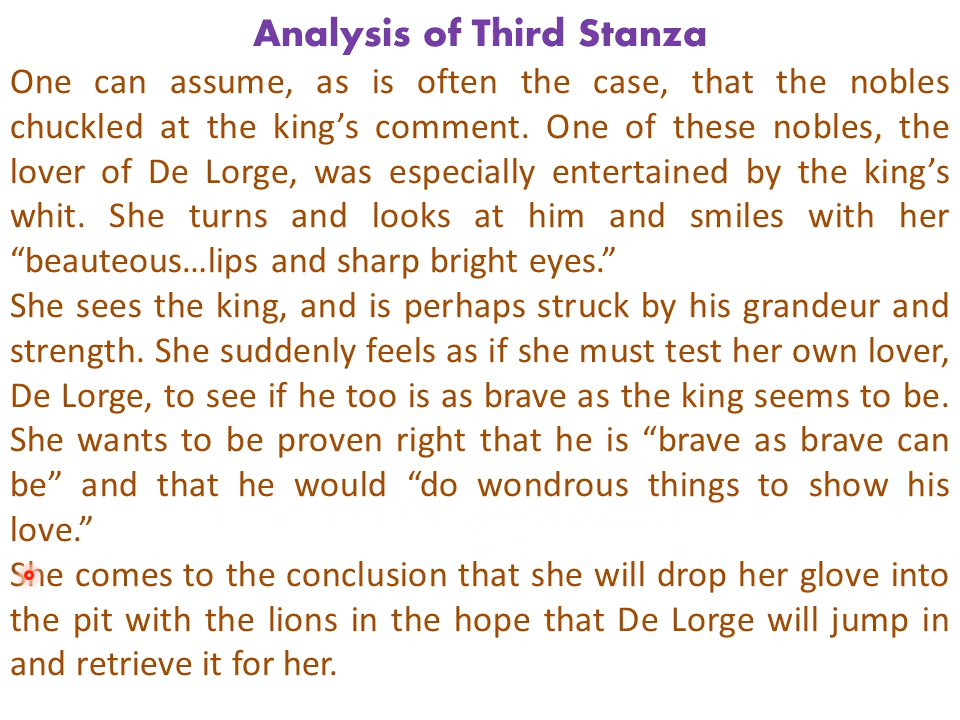 Analysis of Third Stanza
One can assume, as is often the case, that the nobles
chuckled at the king’s comment. One of these nobles, the
lover of De Lorge, was especially entertained by the king’s
whit. She turns and looks at him and smiles with her
“beauteous…lips and sharp bright eyes.”
She sees the king, and is perhaps struck by his grandeur and
strength. She suddenly feels as if she must test her own lover,
De Lorge, to see if he too is as brave as the king seems to be.
She wants to be proven right that he is “brave as brave can
be” and that he would “do wondrous things to show his
love.”
She comes to the conclusion that she will drop her glove into
the pit with the lions in the hope that De Lorge will jump in
and retrieve it for her.